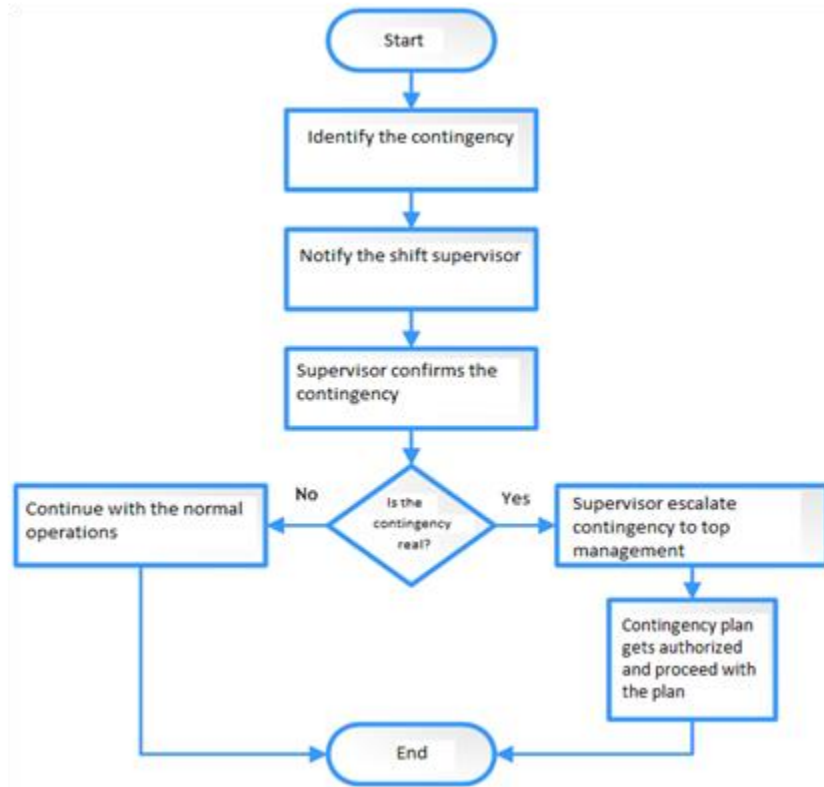 Start
Identify the contingency
Notify the shift supervisor
Supervisor confirms the
contingency
Is the
contingency
real?
No
Yes
Continue with the normal
operations
Supervisor escalate
contingency to top
management
Contingency plan
gets authorized
and proceed with
the plan
End